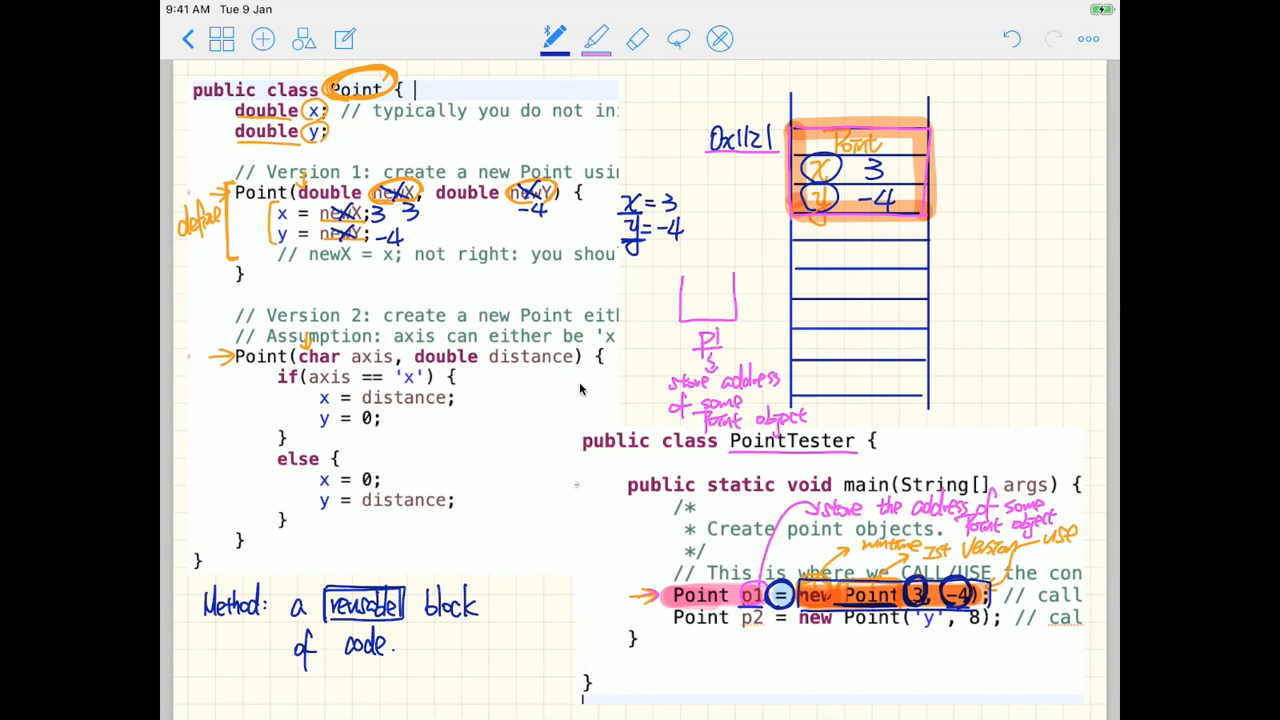 9:41 AM Tue 9 Jan
public class Point {
double x; // typically you do not in
double y;
// Version 1: create a new Point usin
Point(double newX, double newY) {
3 -4
x = newX; 3
y = newY; -4
// newX = x; not right: you shou
}
define
x = 3
y = -4
// Version 2: create a new Point eit
// Assumption: axis can either be 'x
Point(char axis, double distance) {
if(axis == 'x') {
x = distance;
y = 0;
}
else {
x = 0;
y = distance;
}
}
}
Method: a reusable block
of code.
0x1121
Point
x 3
y -4
p1
store address
of some
Point object
public class PointTester {
public static void main(String[] args) {
store the address of some
Point object
/*
* Create point objects.
*/
runtime 1st Version use
// This is where we CALL/USE the con
Point p1 = new Point(3, -4); // call
Point p2 = new Point('y', 8); // cal
}
}